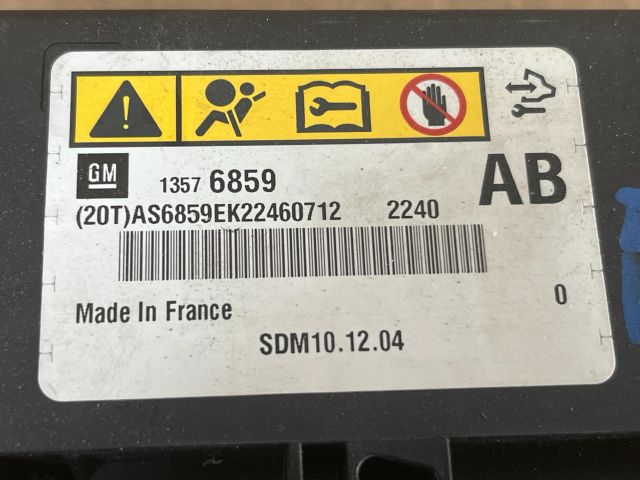 GM 1357 6859 AB
(20T)AS6859EK22460712 2240
Made In France 0
SDM10.12.04